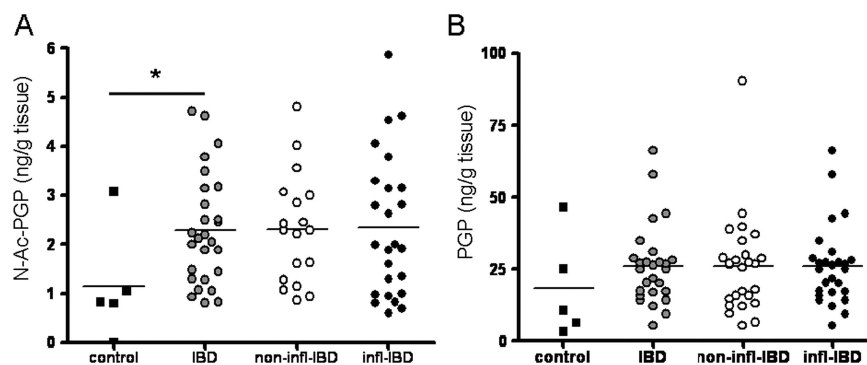 A
B
N-Ac-PGP (ng/g tissue)
6
5
4
3
2
1
0
*
control
IBD
non-infl-IBD
infl-IBD
PGP (ng/g tissue)
100
75
50
25
0
control
IBD
non-infl-IBD
infl-IBD